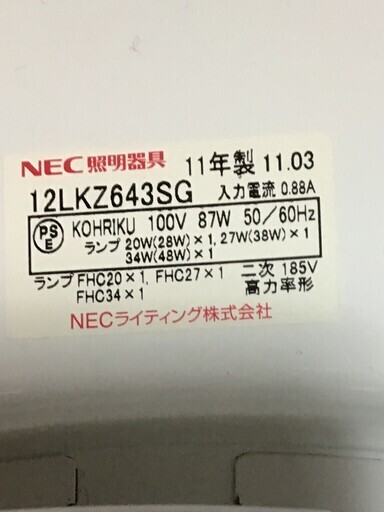 NEC照明器具 11年製 11.03
12LKZ643SG 入力電流 0.88A
PS
E
KOHRIKU 100V 87W 50/60Hz
ランプ 20W(28W)×1, 27W(38W)×1
34W(48W)×1
ランプ FHC20×1, FHC27×1 二次 185V
FHC34×1 高力率形
NECライティング株式会社